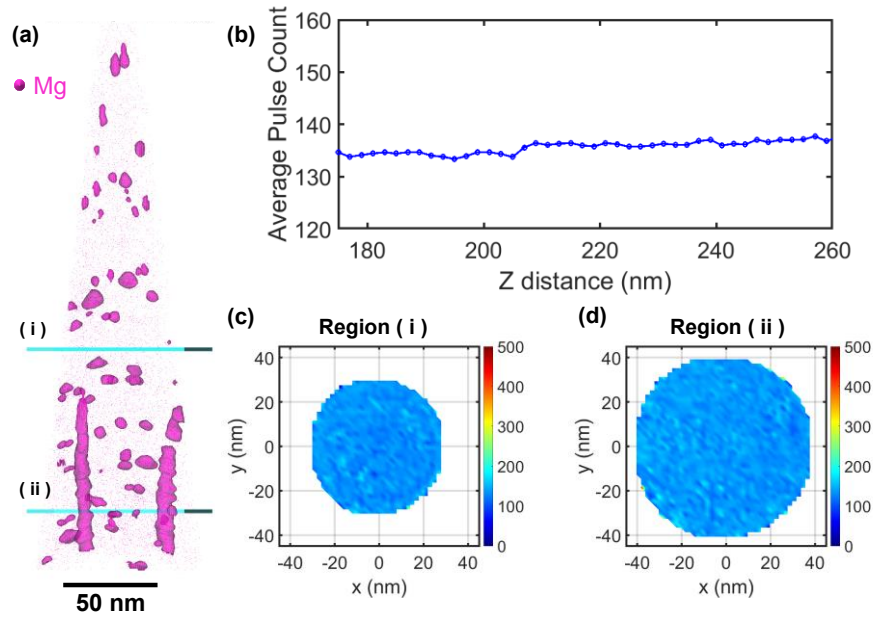 (a)
Mg
( i )
(ii)
50 nm
(b)
Average Pulse Count
160
150
140
130
120
180
200
220
240
260
Z distance (nm)
(c)
Region ( i )
y (nm)
40
20
0
-20
-40
-40
-20
0
20
40
x (nm)
500
400
300
200
100
0
(d)
Region ( ii )
y (nm)
40
20
0
-20
-40
-40
-20
0
20
40
x (nm)
500
400
300
200
100
0